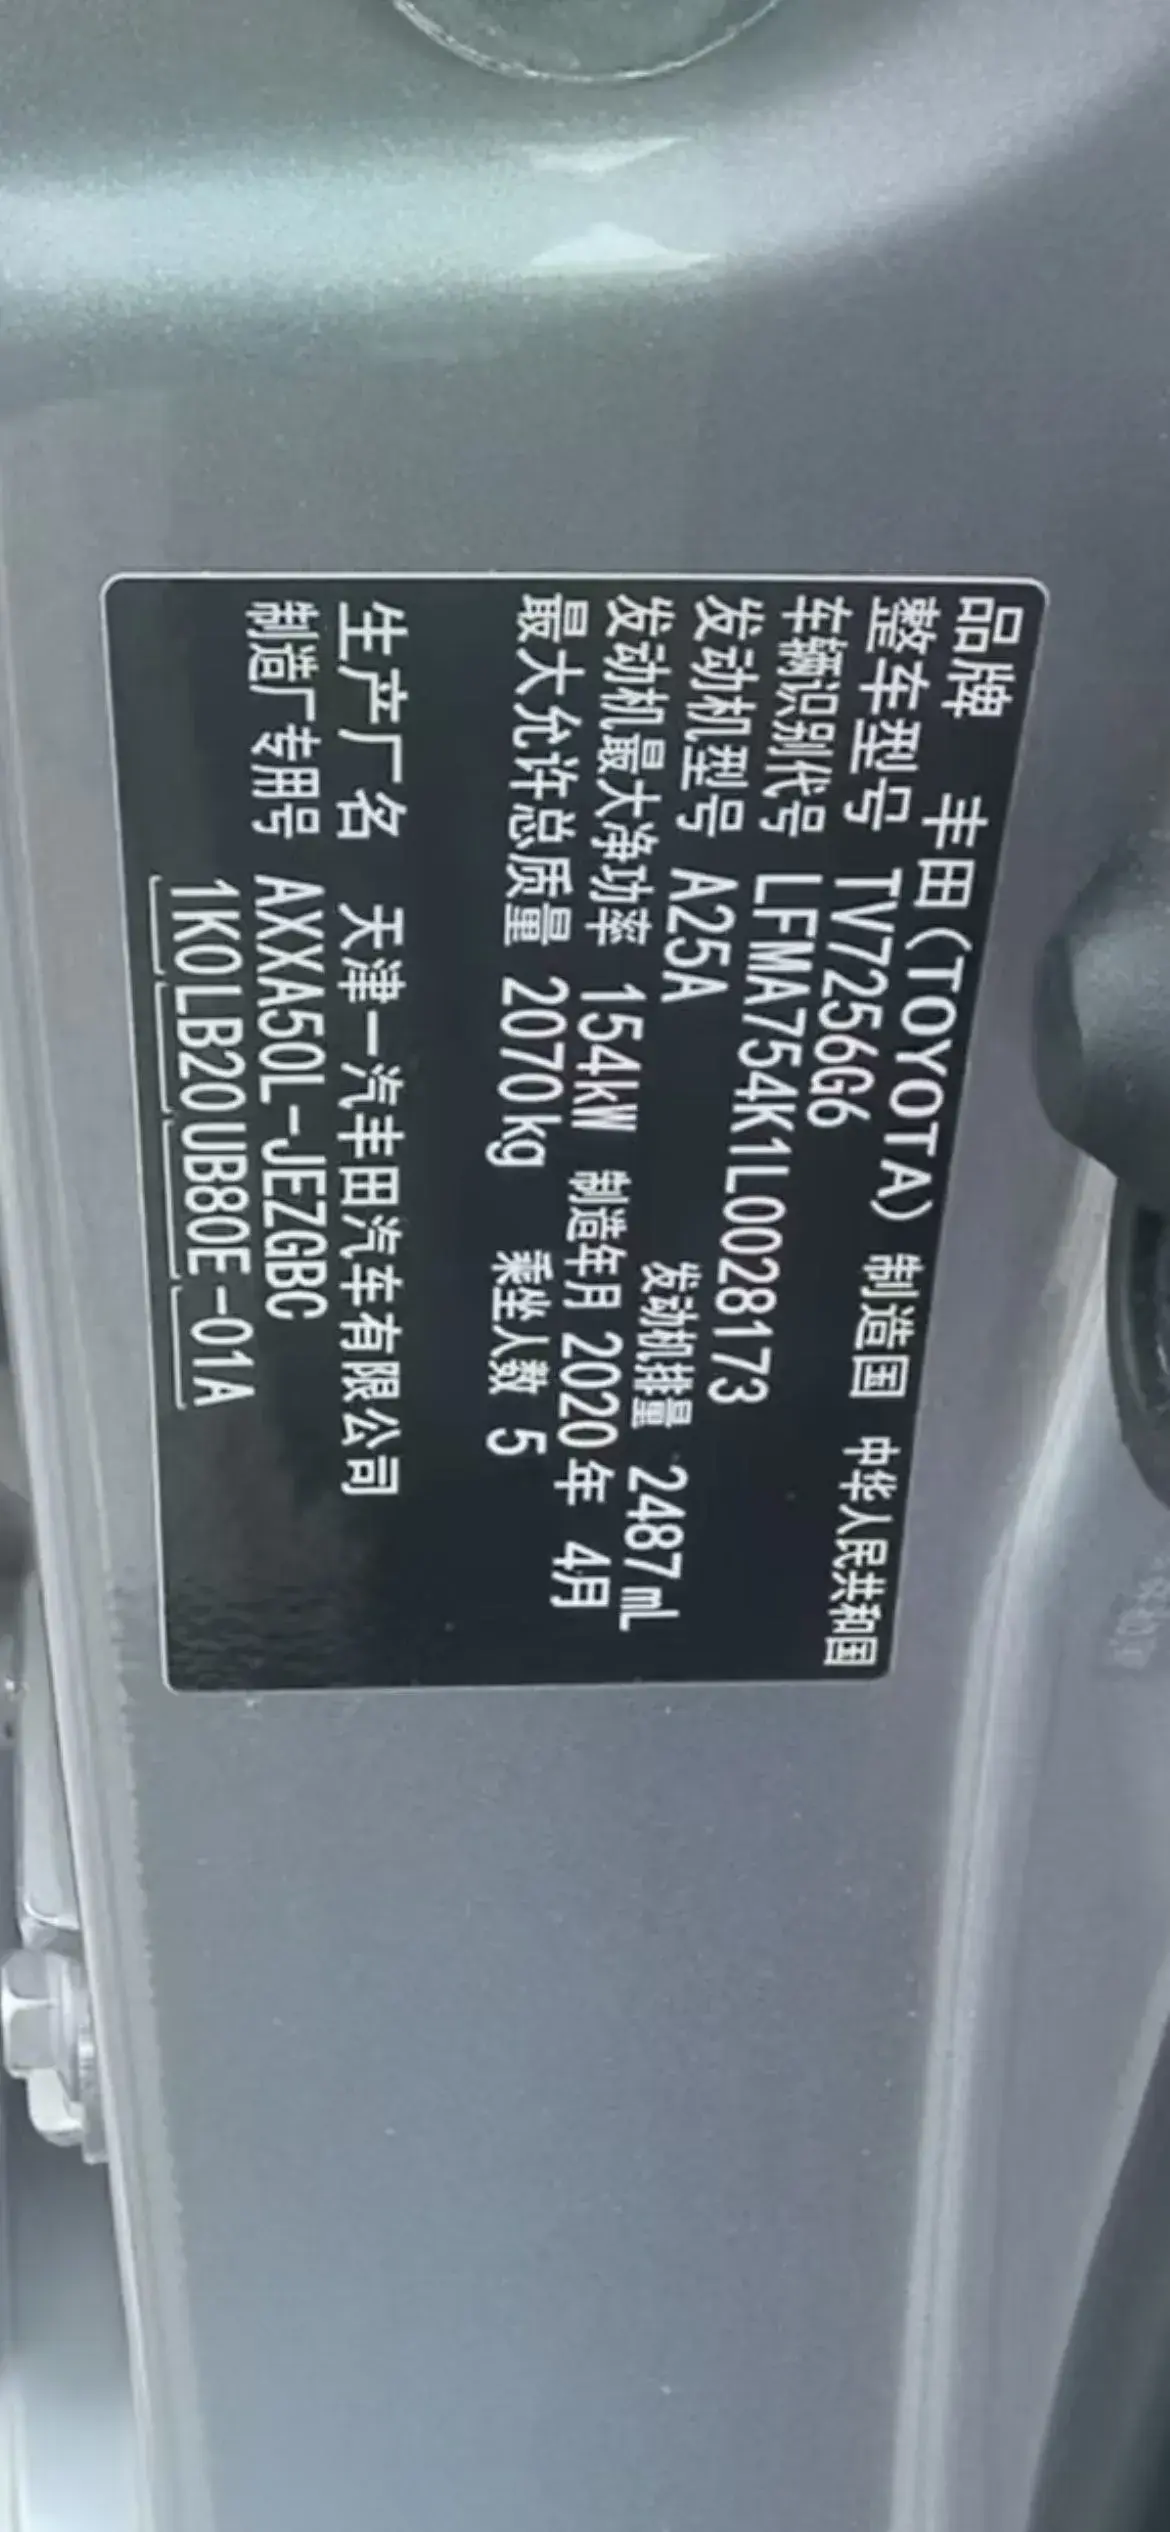 品牌 丰田(TOYOTA) 制造国 中华人民共和国
整车型号 TV7256G6
车辆识别代号 LFMA754K1L0028173
发动机型号 A25A 发动机排量 2487mL
发动机最大净功率 154kW 制造年月 2020年 4月
最大允许总质量 2070kg 乘坐人数 5
生产厂名 天津一汽丰田汽车有限公司
制造厂专用号 AXXA50L-JEZGBC
1K0LB20UB80E-01A